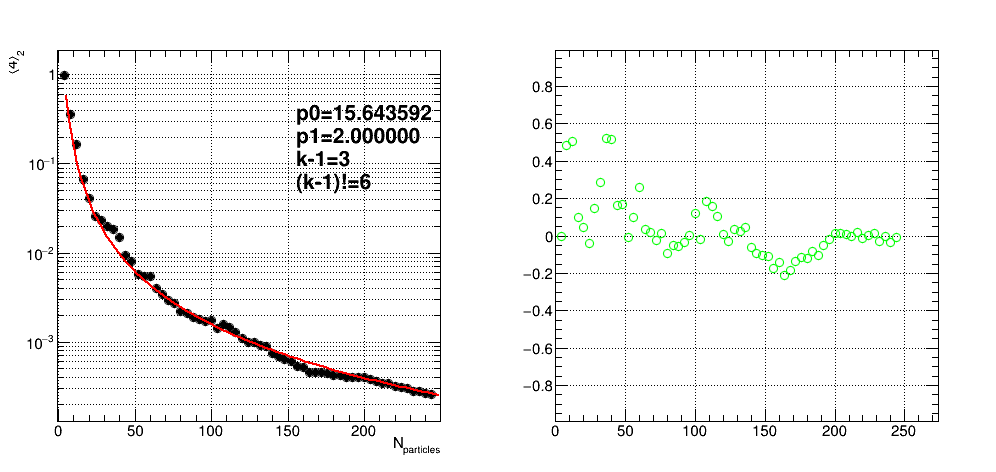 ⟨4⟩₂
1
10⁻¹
10⁻²
10⁻³
p0=15.643592
p1=2.000000
k-1=3
(k-1)!=6
0 50 100 150 200
N_particles
0.8
0.6
0.4
0.2
0
−0.2
−0.4
−0.6
−0.8
0 50 100 150 200 250